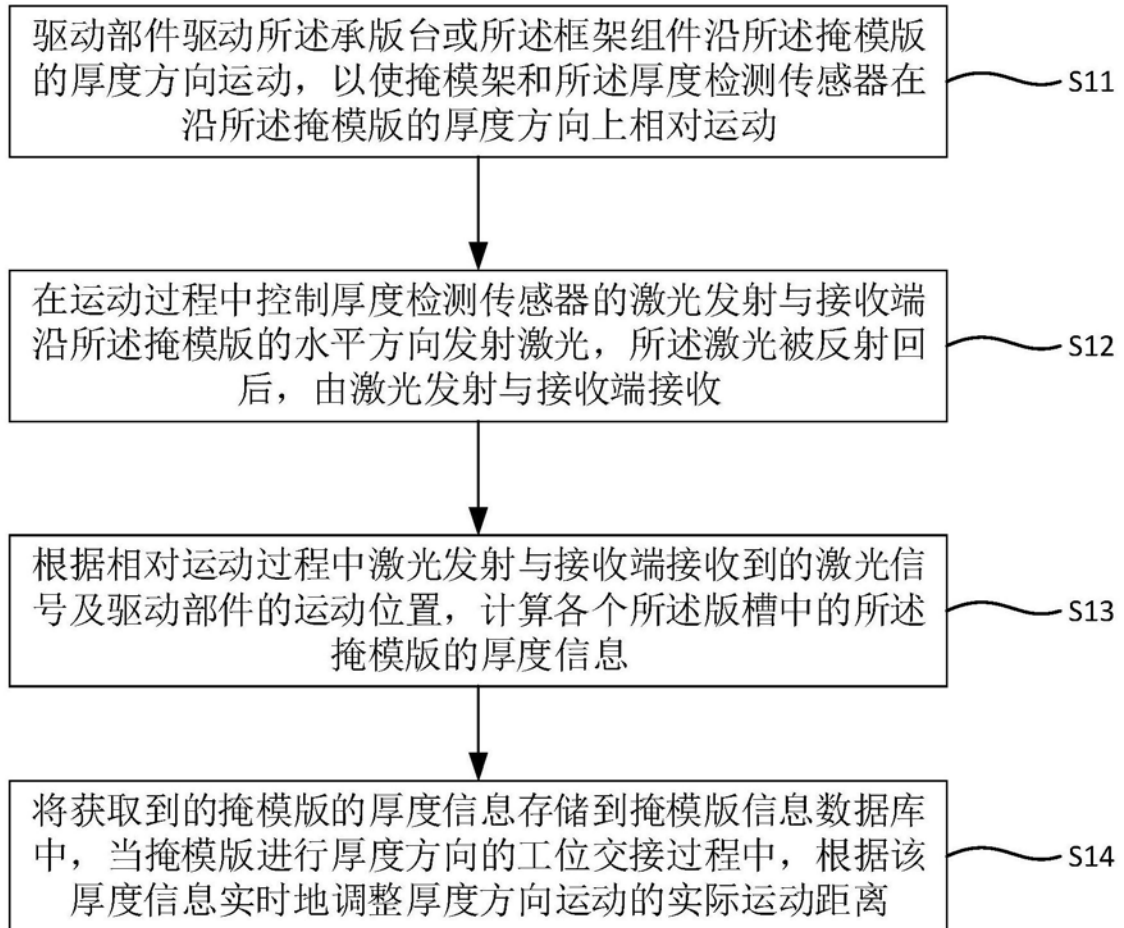 驱动部件驱动所述承版台或所述框架组件沿所述掩模版
的厚度方向运动，以使掩模架和所述厚度检测传感器在
沿所述掩模版的厚度方向上相对运动
S11
在运动过程中控制厚度检测传感器的激光发射与接收端
沿所述掩模版的水平方向发射激光，所述激光被反射回
后，由激光发射与接收端接收
S12
根据相对运动过程中激光发射与接收端接收到的激光信
号及驱动部件的运动位置，计算各个所述版槽中的所述
掩模版的厚度信息
S13
将获取到的掩模版的厚度信息存储到掩模版信息数据库
中，当掩模版进行厚度方向的工位交接过程中，根据该
厚度信息实时地调整厚度方向运动的实际运动距离
S14